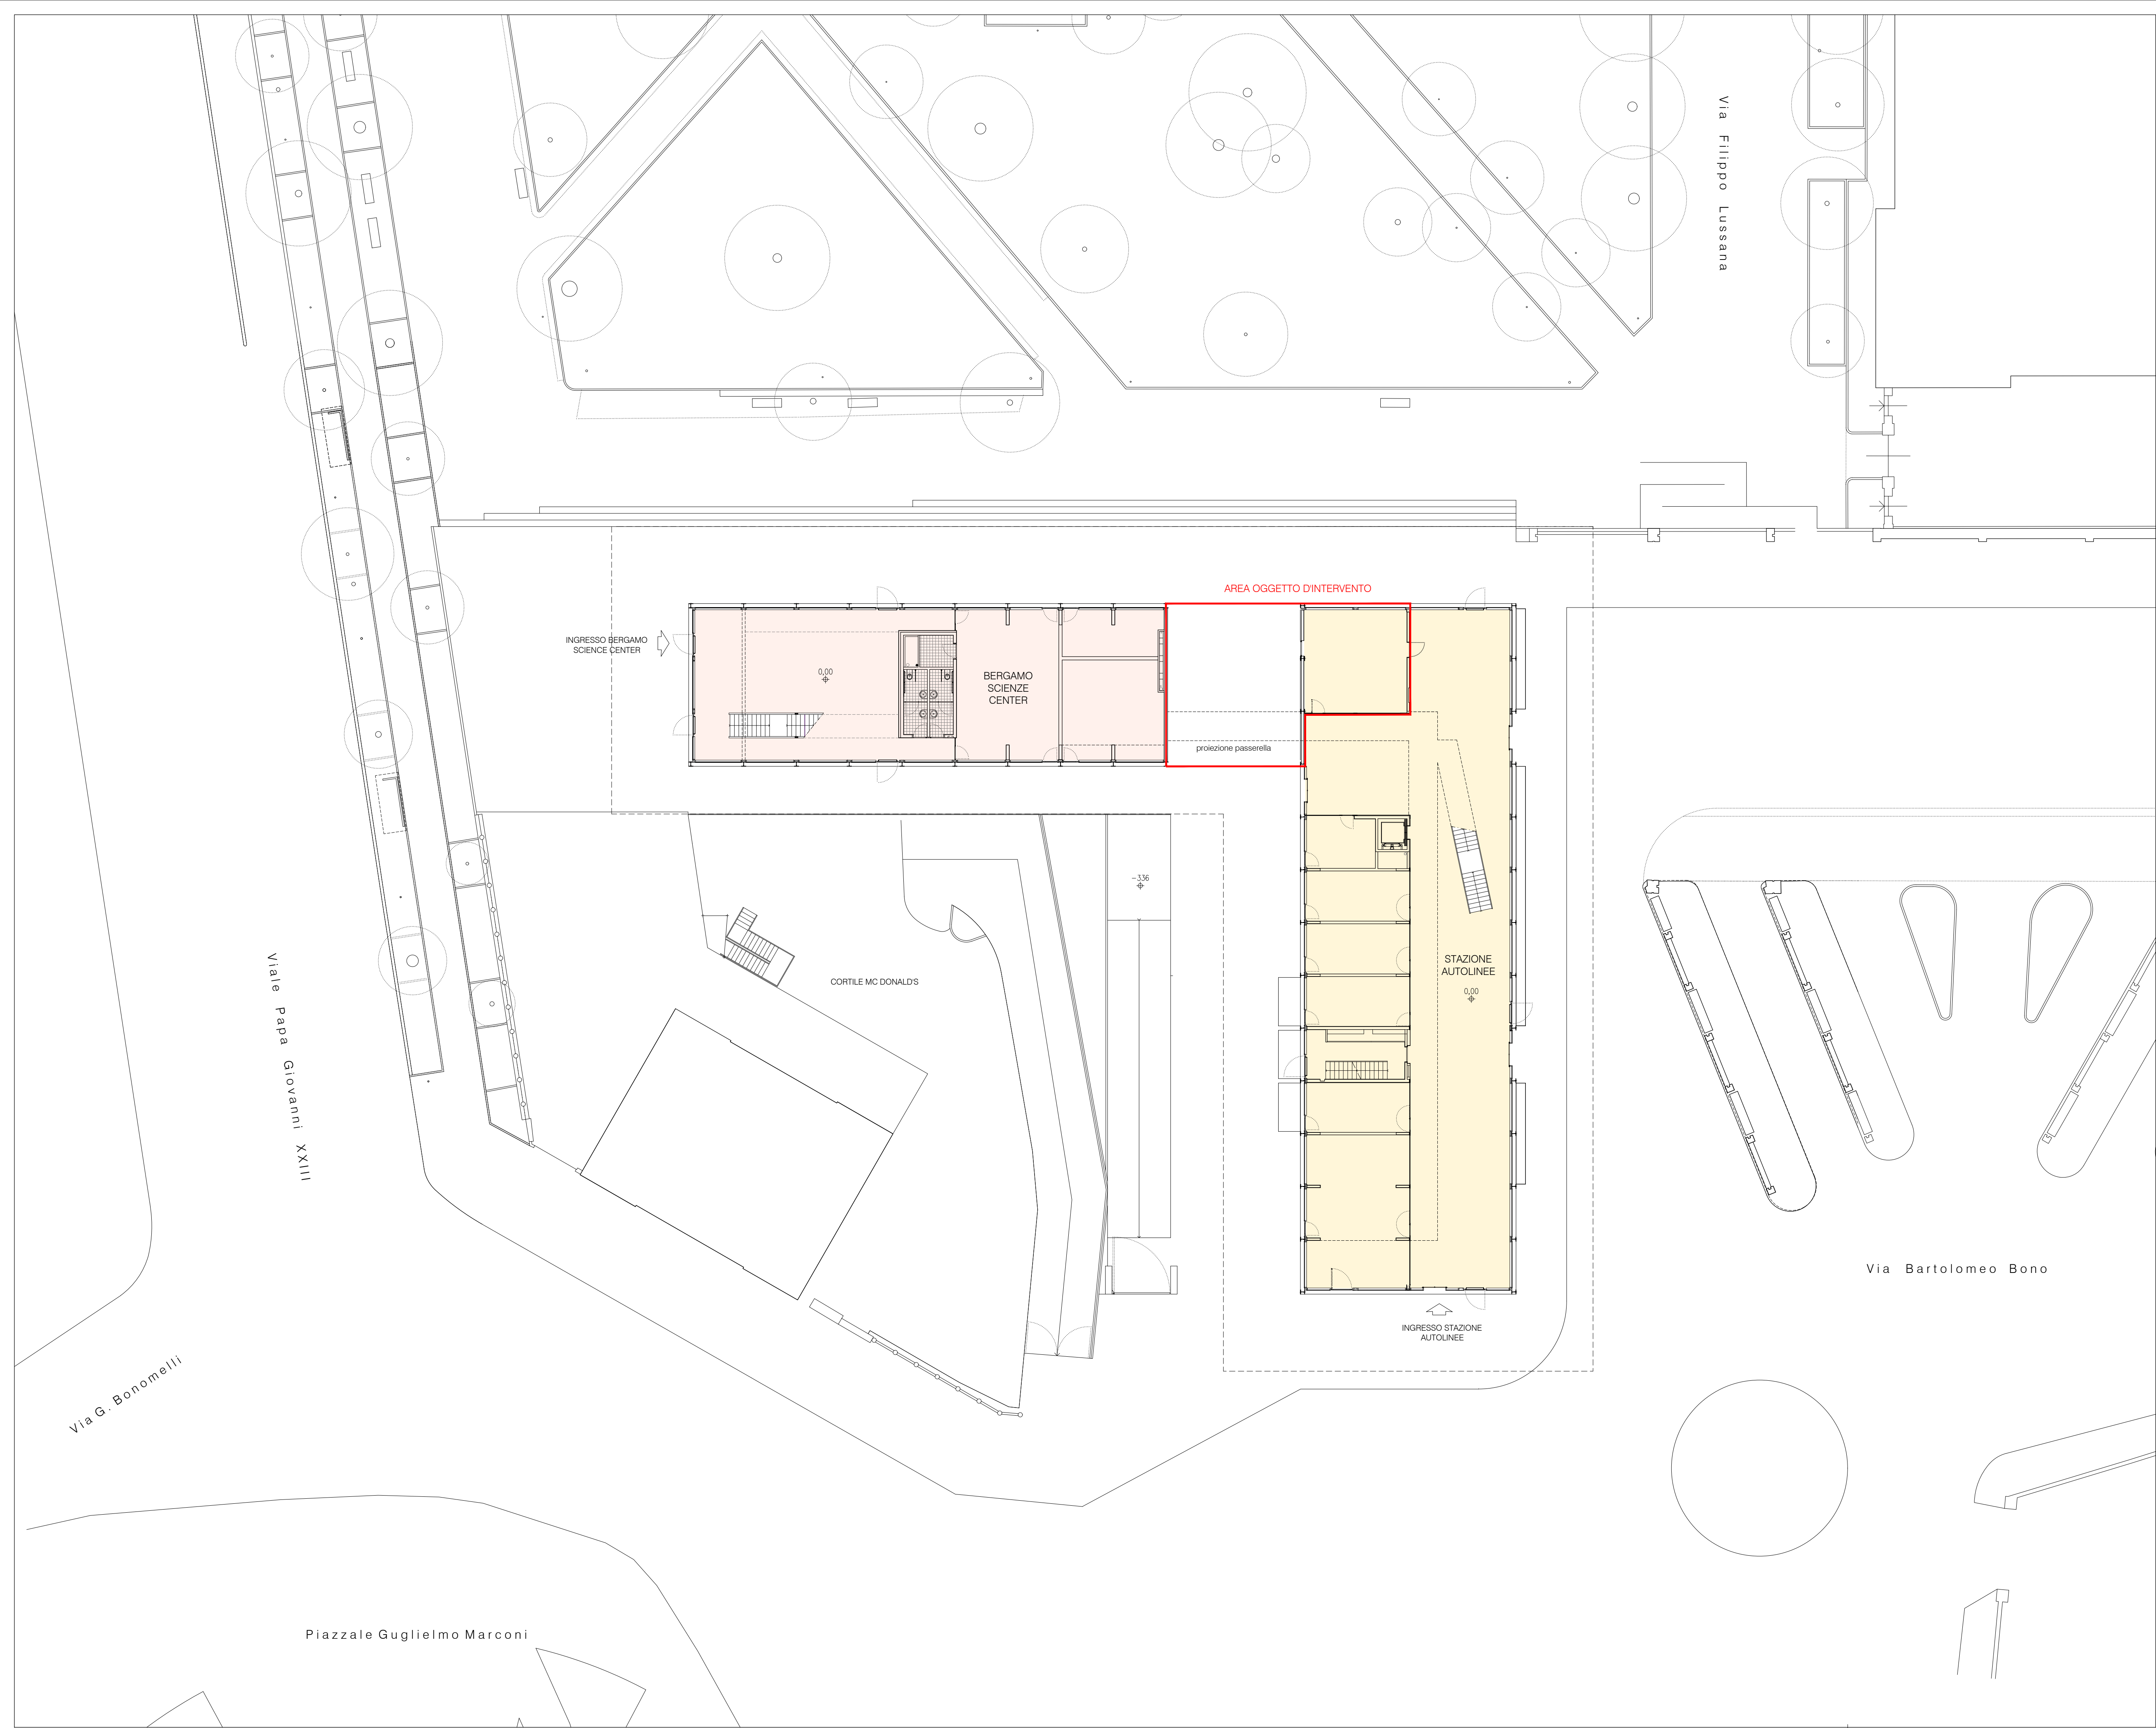 Via Filippo Lussana
AREA OGGETTO D'INTERVENTO
INGRESSO BERGAMO
SCIENCE CENTER
0,00
BERGAMO
SCIENZE
CENTER
proiezione passerella
-336
CORTILE MC DONALD'S
STAZIONE
AUTOLINEE
0,00
Viale Papa Giovanni XXIII
Via Bartolomeo Bono
INGRESSO STAZIONE
AUTOLINEE
Via G. Bonomelli
Piazzale Guglielmo Marconi